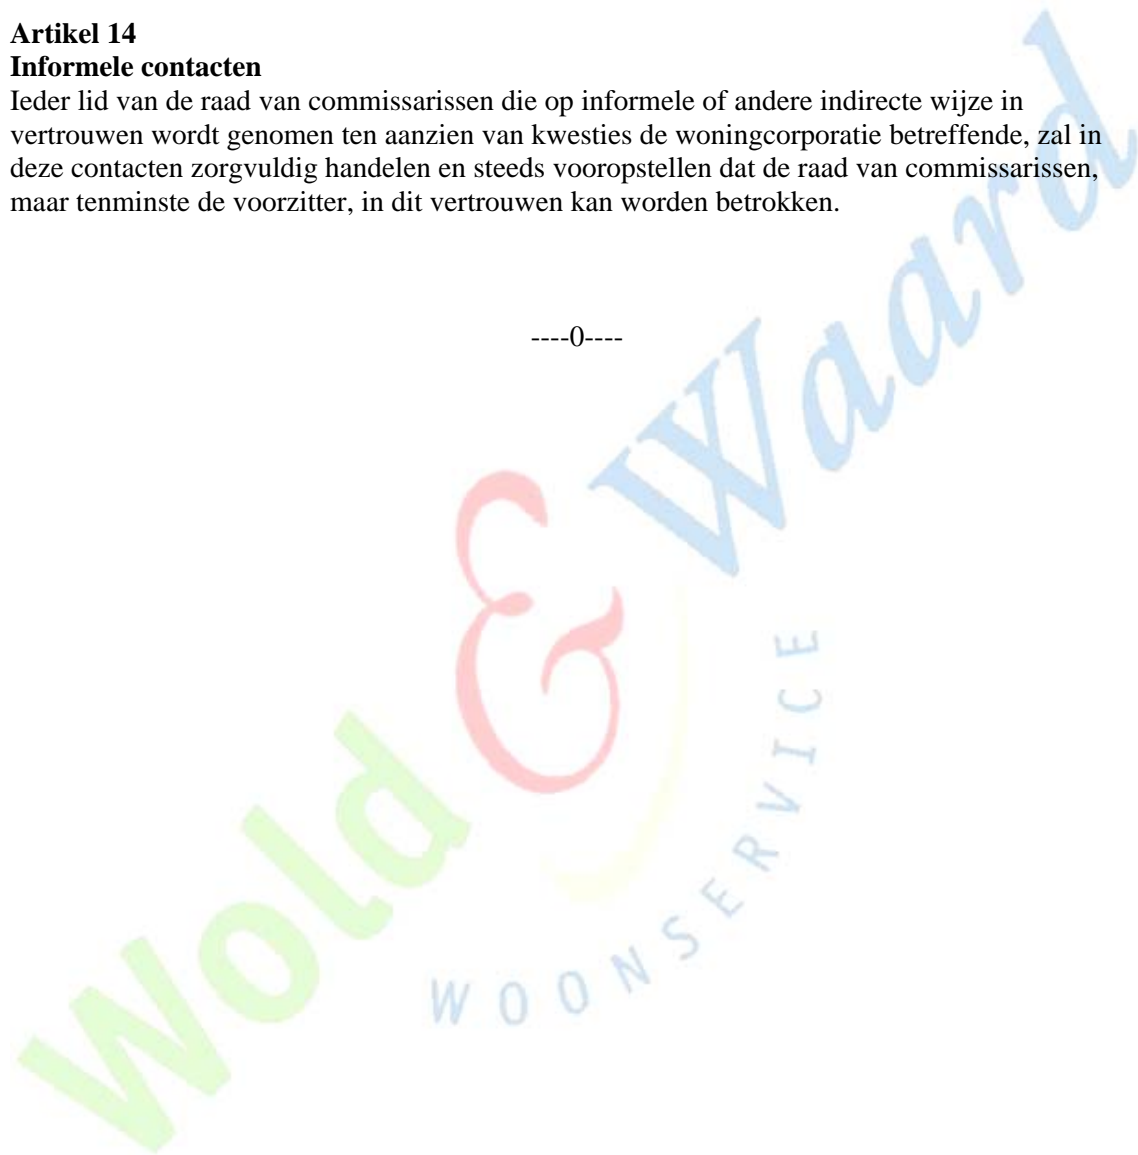 Artikel 14
Informele contacten
Ieder lid van de raad van commissarissen die op informele of andere indirecte wijze in
vertrouwen wordt genomen ten aanzien van kwesties de woningcorporatie betreffende, zal in
deze contacten zorgvuldig handelen en steeds vooropstellen dat de raad van commissarissen,
maar tenminste de voorzitter, in dit vertrouwen kan worden betrokken.
----0----
Wold & Waard
WOONSERVICE